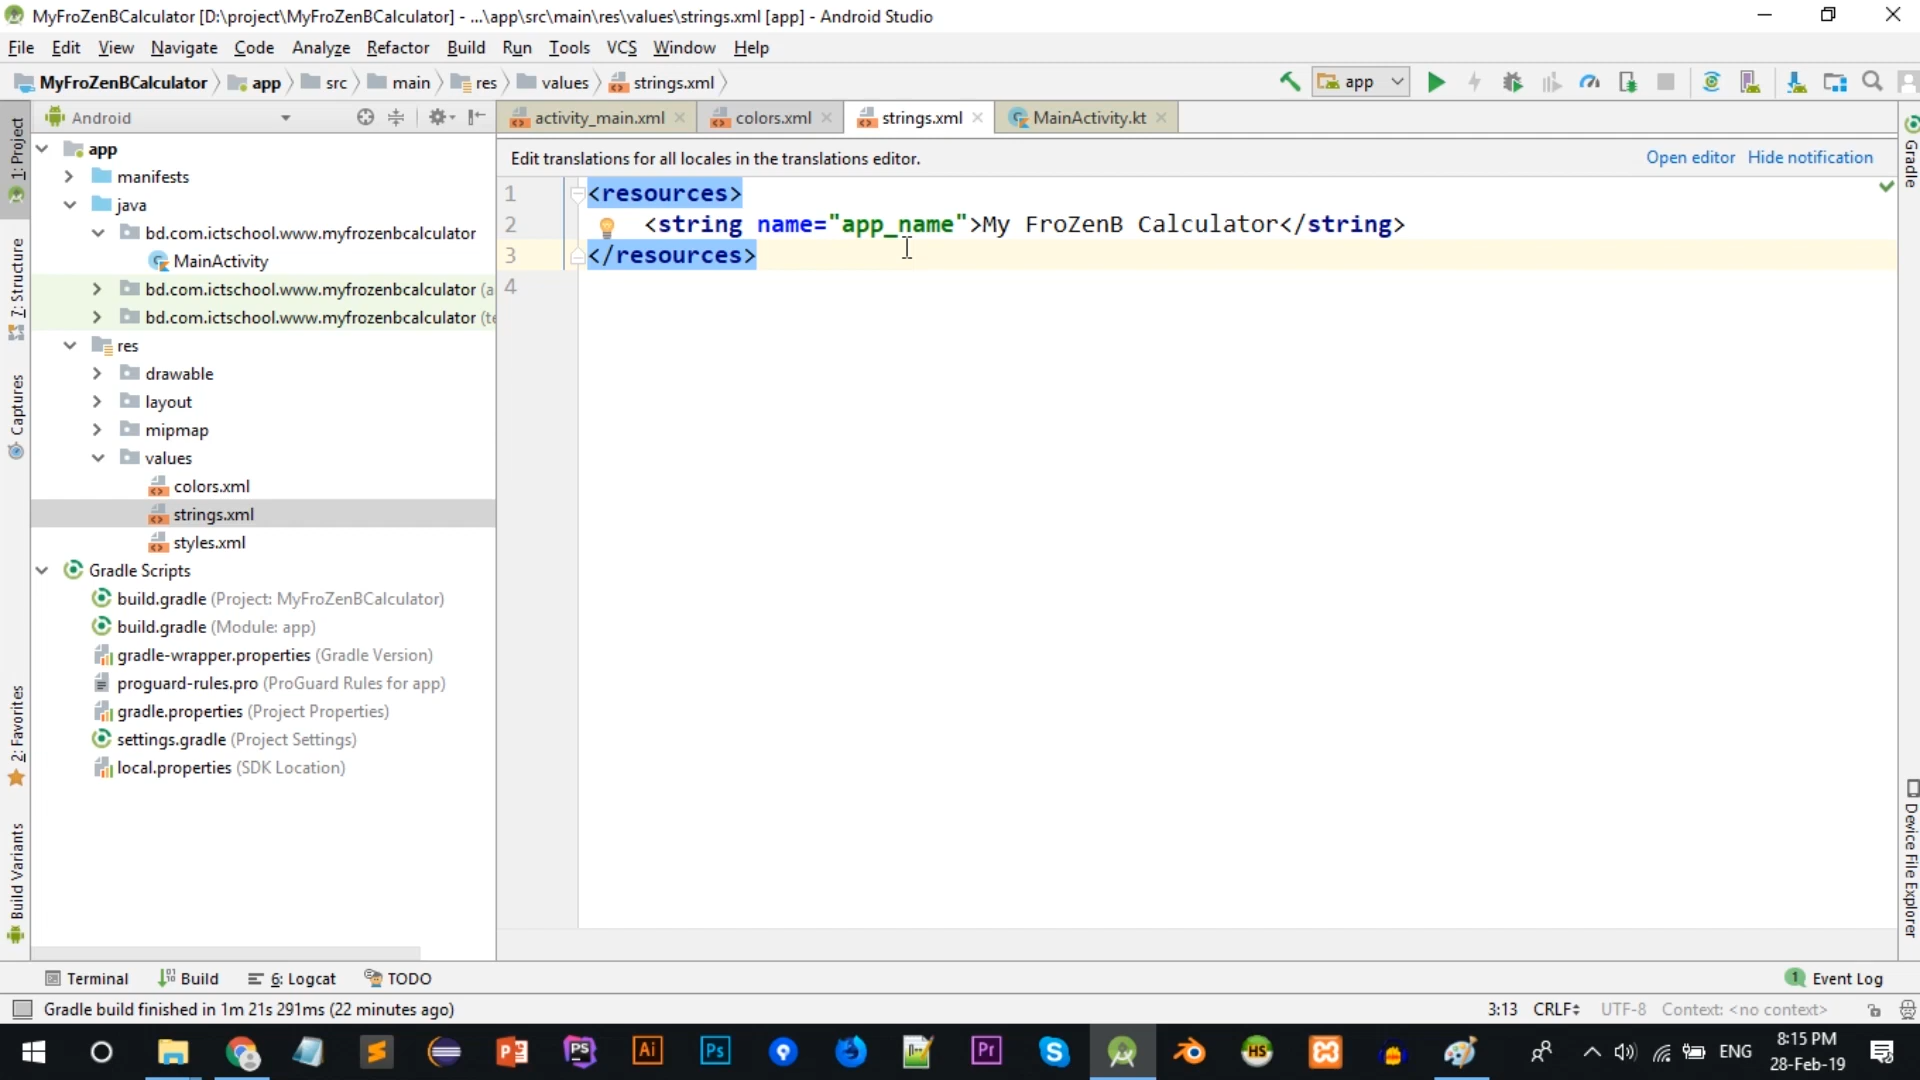 MyFroZenBCalculator [D:\project\MyFroZenBCalculator] - ...\app\src\main\res\values\strings.xml [app] - Android Studio
File Edit View Navigate Code Analyze Refactor Build Run Tools VCS Window Help
MyFroZenBCalculator app src main res values strings.xml app
Android
activity_main.xml colors.xml strings.xml MainActivity.kt
Edit translations for all locales in the translations editor. Open editor Hide notification
1 <resources>
2 <string name="app_name">My FroZenB Calculator</string>
3 </resources>
4
app
manifests
java
bd.com.ictschool.www.myfrozenbcalculator
MainActivity
bd.com.ictschool.www.myfrozenbcalculator (a
bd.com.ictschool.www.myfrozenbcalculator (te
res
drawable
layout
mipmap
values
colors.xml
strings.xml
styles.xml
Gradle Scripts
build.gradle (Project: MyFroZenBCalculator)
build.gradle (Module: app)
gradle-wrapper.properties (Gradle Version)
proguard-rules.pro (ProGuard Rules for app)
gradle.properties (Project Properties)
settings.gradle (Project Settings)
local.properties (SDK Location)
1: Project
7: Structure
Captures
2: Favorites
Build Variants
Gradle
Device File Explorer
Terminal Build 6: Logcat TODO 1 Event Log
Gradle build finished in 1m 21s 291ms (22 minutes ago) 3:13 CRLF UTF-8 Context: <no context>
PS Ai Ps Pr HS ENG
8:15 PM
28-Feb-19